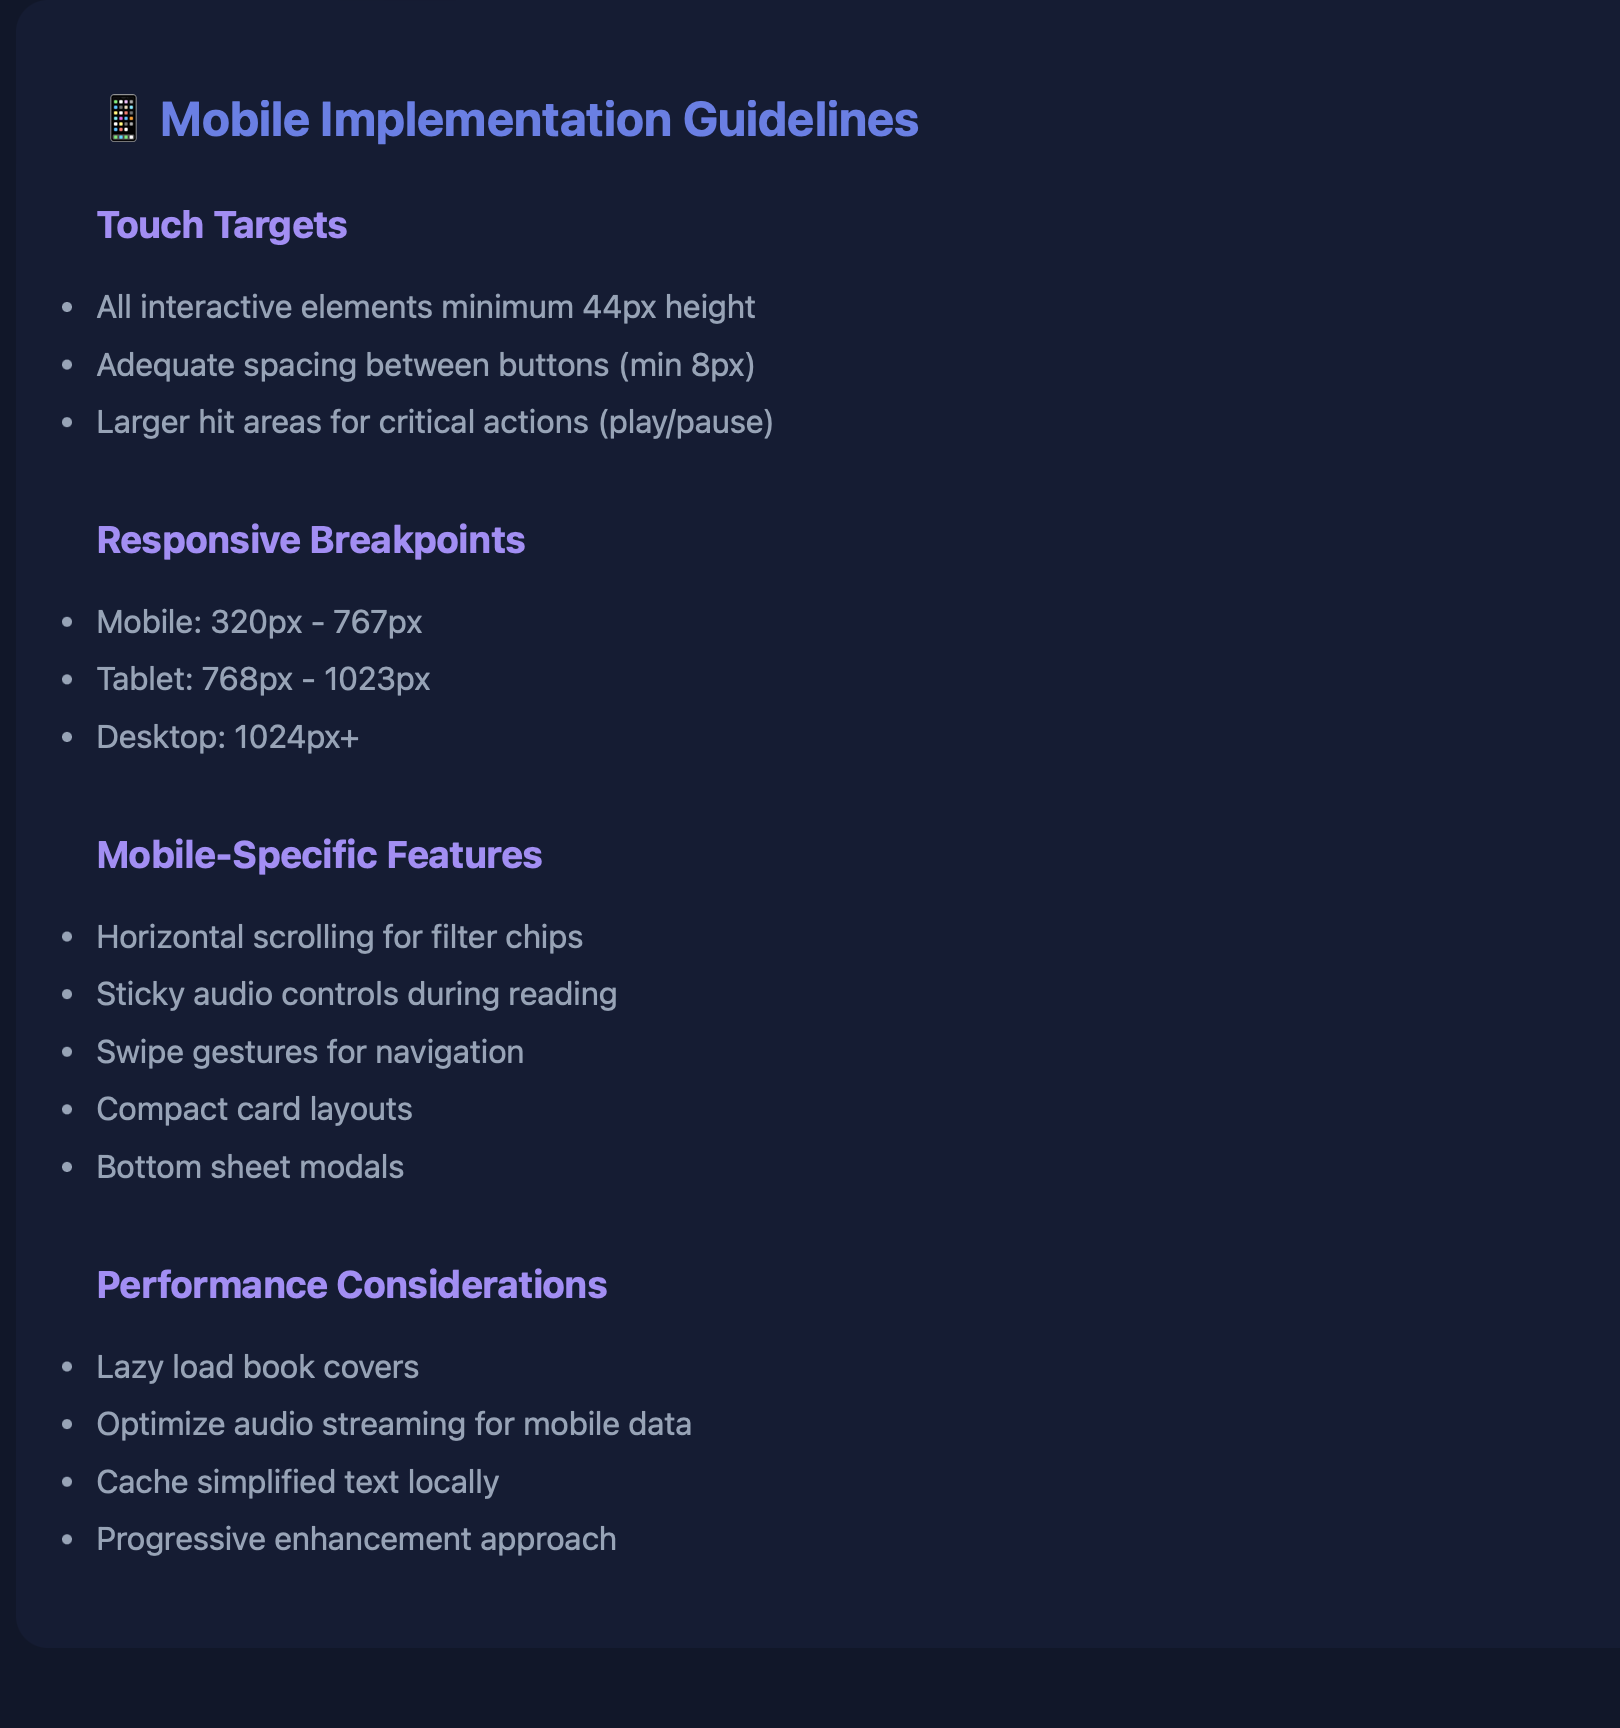 📱 Mobile Implementation Guidelines
Touch Targets
• All interactive elements minimum 44px height
• Adequate spacing between buttons (min 8px)
• Larger hit areas for critical actions (play/pause)
Responsive Breakpoints
• Mobile: 320px - 767px
• Tablet: 768px - 1023px
• Desktop: 1024px+
Mobile-Specific Features
• Horizontal scrolling for filter chips
• Sticky audio controls during reading
• Swipe gestures for navigation
• Compact card layouts
• Bottom sheet modals
Performance Considerations
• Lazy load book covers
• Optimize audio streaming for mobile data
• Cache simplified text locally
• Progressive enhancement approach